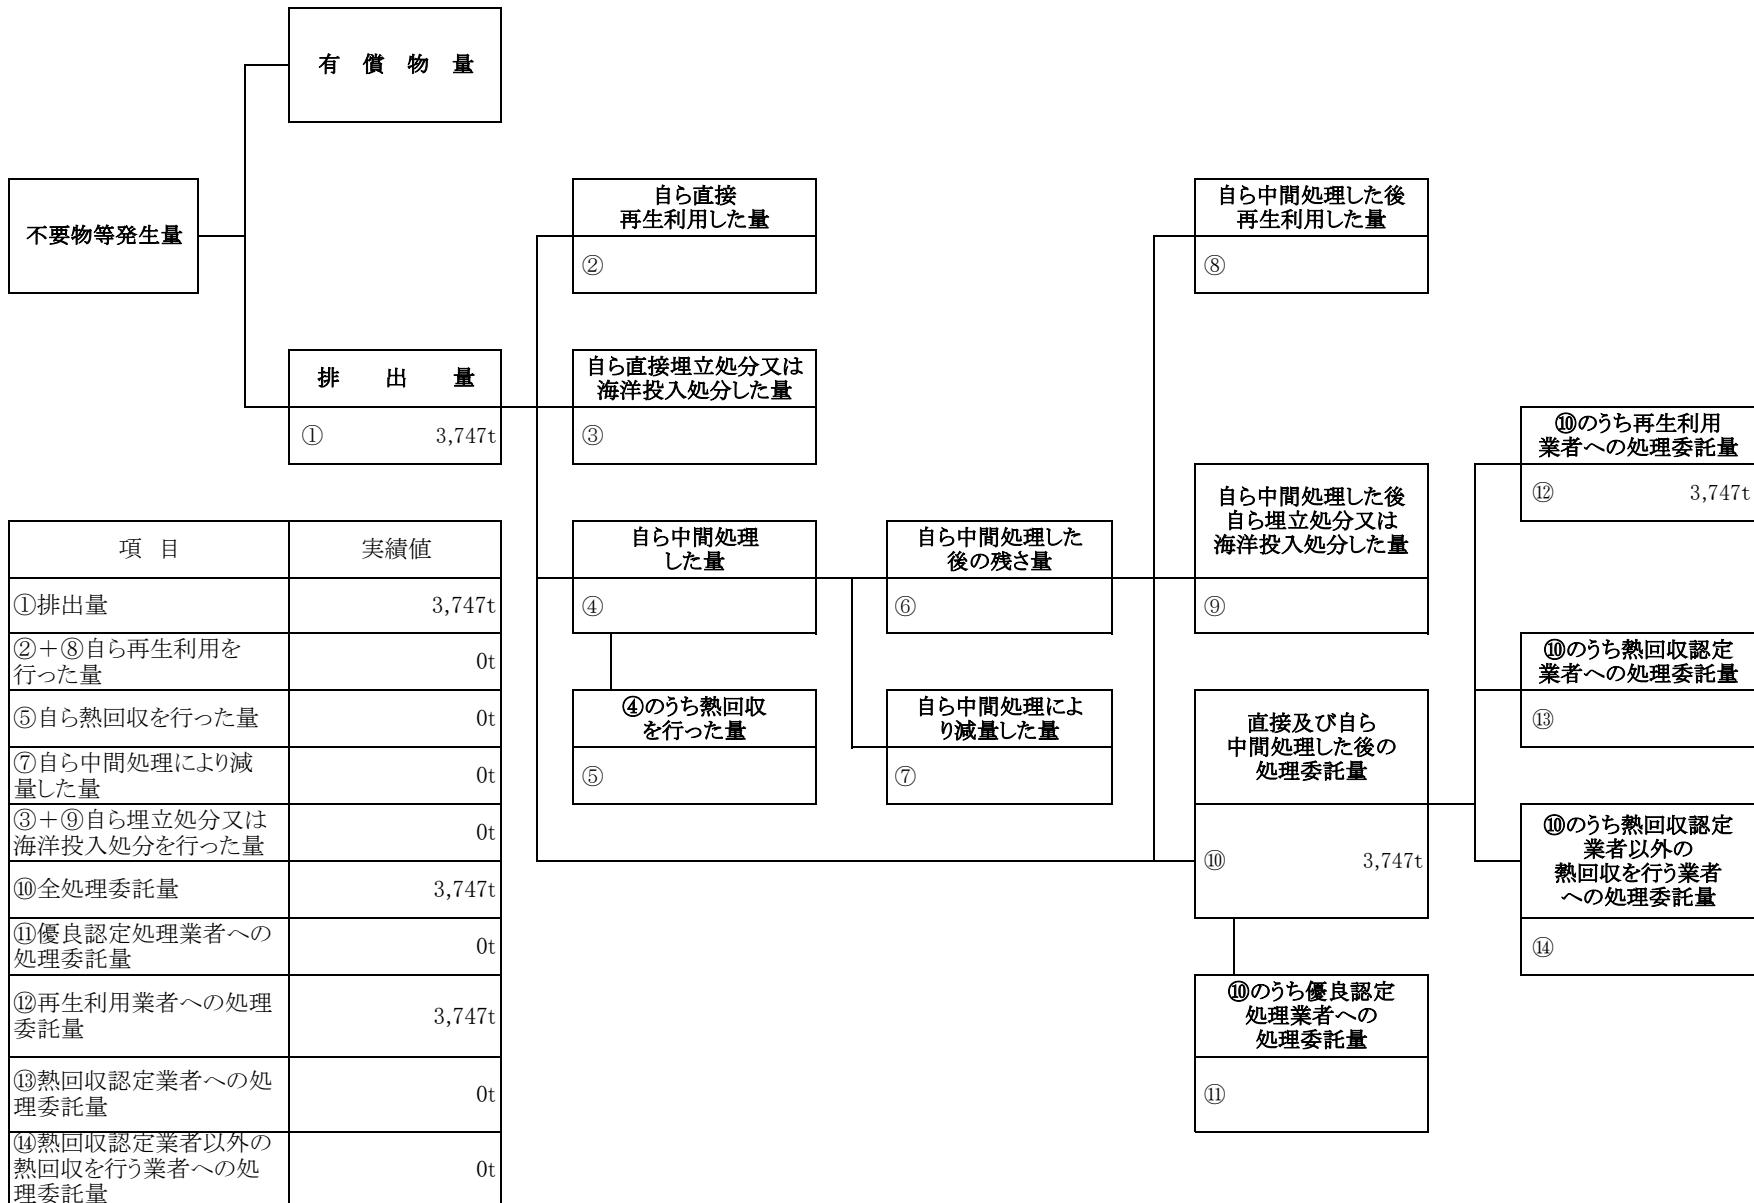 有償物量
不要物等発生量
排出量
① 3,747t
自ら直接
再生利用した量
②
自ら直接埋立処分又は
海洋投入処分した量
③
自ら中間処理
した量
④
④のうち熱回収
を行った量
⑤
自ら中間処理した
後の残さ量
⑥
自ら中間処理によ
り減量した量
⑦
自ら中間処理した後
再生利用した量
⑧
自ら中間処理した後
自ら埋立処分又は
海洋投入処分した量
⑨
直接及び自ら
中間処理した後の
処理委託量
⑩ 3,747t
⑩のうち優良認定
処理業者への
処理委託量
⑪
⑩のうち再生利用
業者への処理委託量
⑫ 3,747t
⑩のうち熱回収認定
業者への処理委託量
⑬
⑩のうち熱回収認定
業者以外の
熱回収を行う業者
への処理委託量
⑭
項目 実績値
①排出量 3,747t
②＋⑧自ら再生利用を
行った量 0t
⑤自ら熱回収を行った量 0t
⑦自ら中間処理により減
量した量 0t
③＋⑨自ら埋立処分又は
海洋投入処分を行った量 0t
⑩全処理委託量 3,747t
⑪優良認定処理業者への
処理委託量 0t
⑫再生利用業者への処理
委託量 3,747t
⑬熱回収認定業者への処
理委託量 0t
⑭熱回収認定業者以外の
熱回収を行う業者への処
理委託量 0t